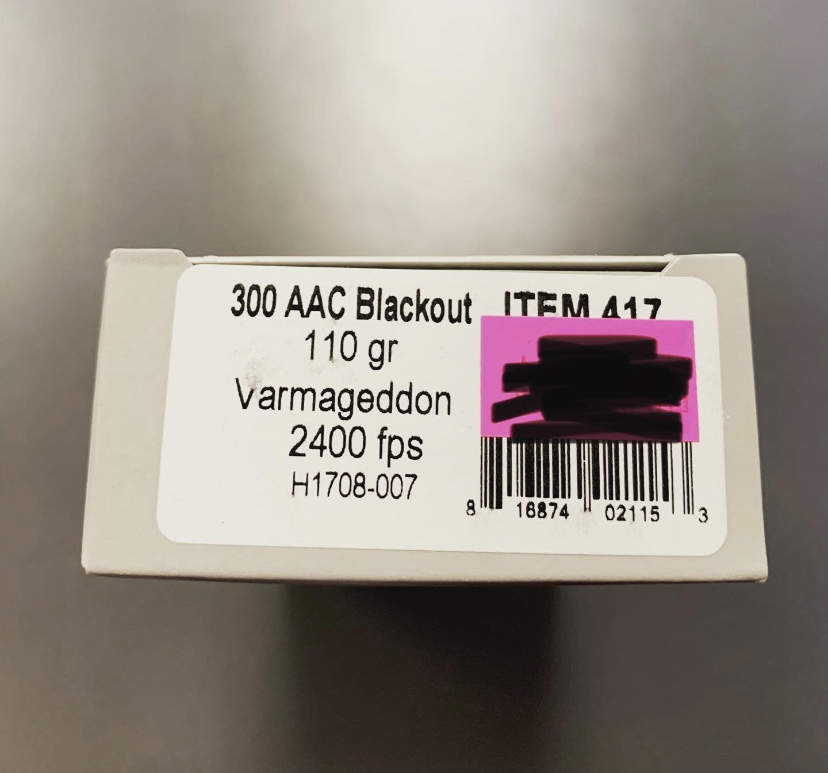 300 AAC Blackout ITEM 417
110 gr
Varmageddon
2400 fps
H1708-007
8 16874 02115 3